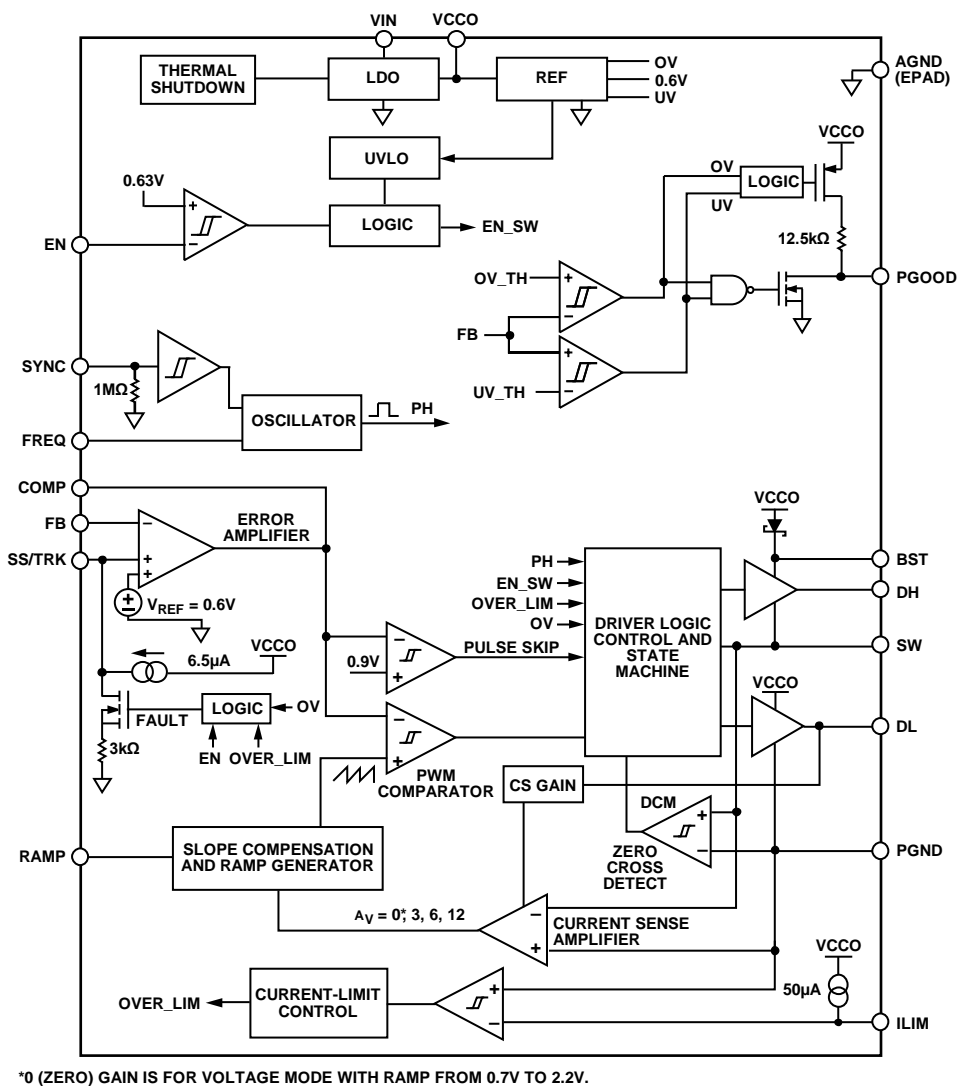 VIN
VCCO
THERMAL
SHUTDOWN
LDO
REF
OV
0.6V
UV
AGND
(EPAD)
UVLO
VCCO
0.63V
+
−
EN
LOGIC
EN_SW
OV
UV
LOGIC
12.5kΩ
PGOOD
OV_TH
+
−
FB
+
−
UV_TH
SYNC
1MΩ
OSCILLATOR
PH
FREQ
COMP
FB
−
ERROR
AMPLIFIER
SS/TRK
+
+
VREF = 0.6V
VCCO
6.5µA
FAULT
LOGIC
OV
EN
OVER_LIM
3kΩ
−
0.9V
+
PULSE SKIP
−
+
PWM
COMPARATOR
PH
EN_SW
OVER_LIM
OV
DRIVER LOGIC
CONTROL AND
STATE
MACHINE
VCCO
BST
DH
SW
VCCO
DL
CS GAIN
DCM
+
−
ZERO
CROSS
DETECT
PGND
RAMP
SLOPE COMPENSATION
AND RAMP GENERATOR
AV = 0*, 3, 6, 12
−
+
CURRENT SENSE
AMPLIFIER
VCCO
50µA
OVER_LIM
CURRENT-LIMIT
CONTROL
+
−
ILIM
*0 (ZERO) GAIN IS FOR VOLTAGE MODE WITH RAMP FROM 0.7V TO 2.2V.